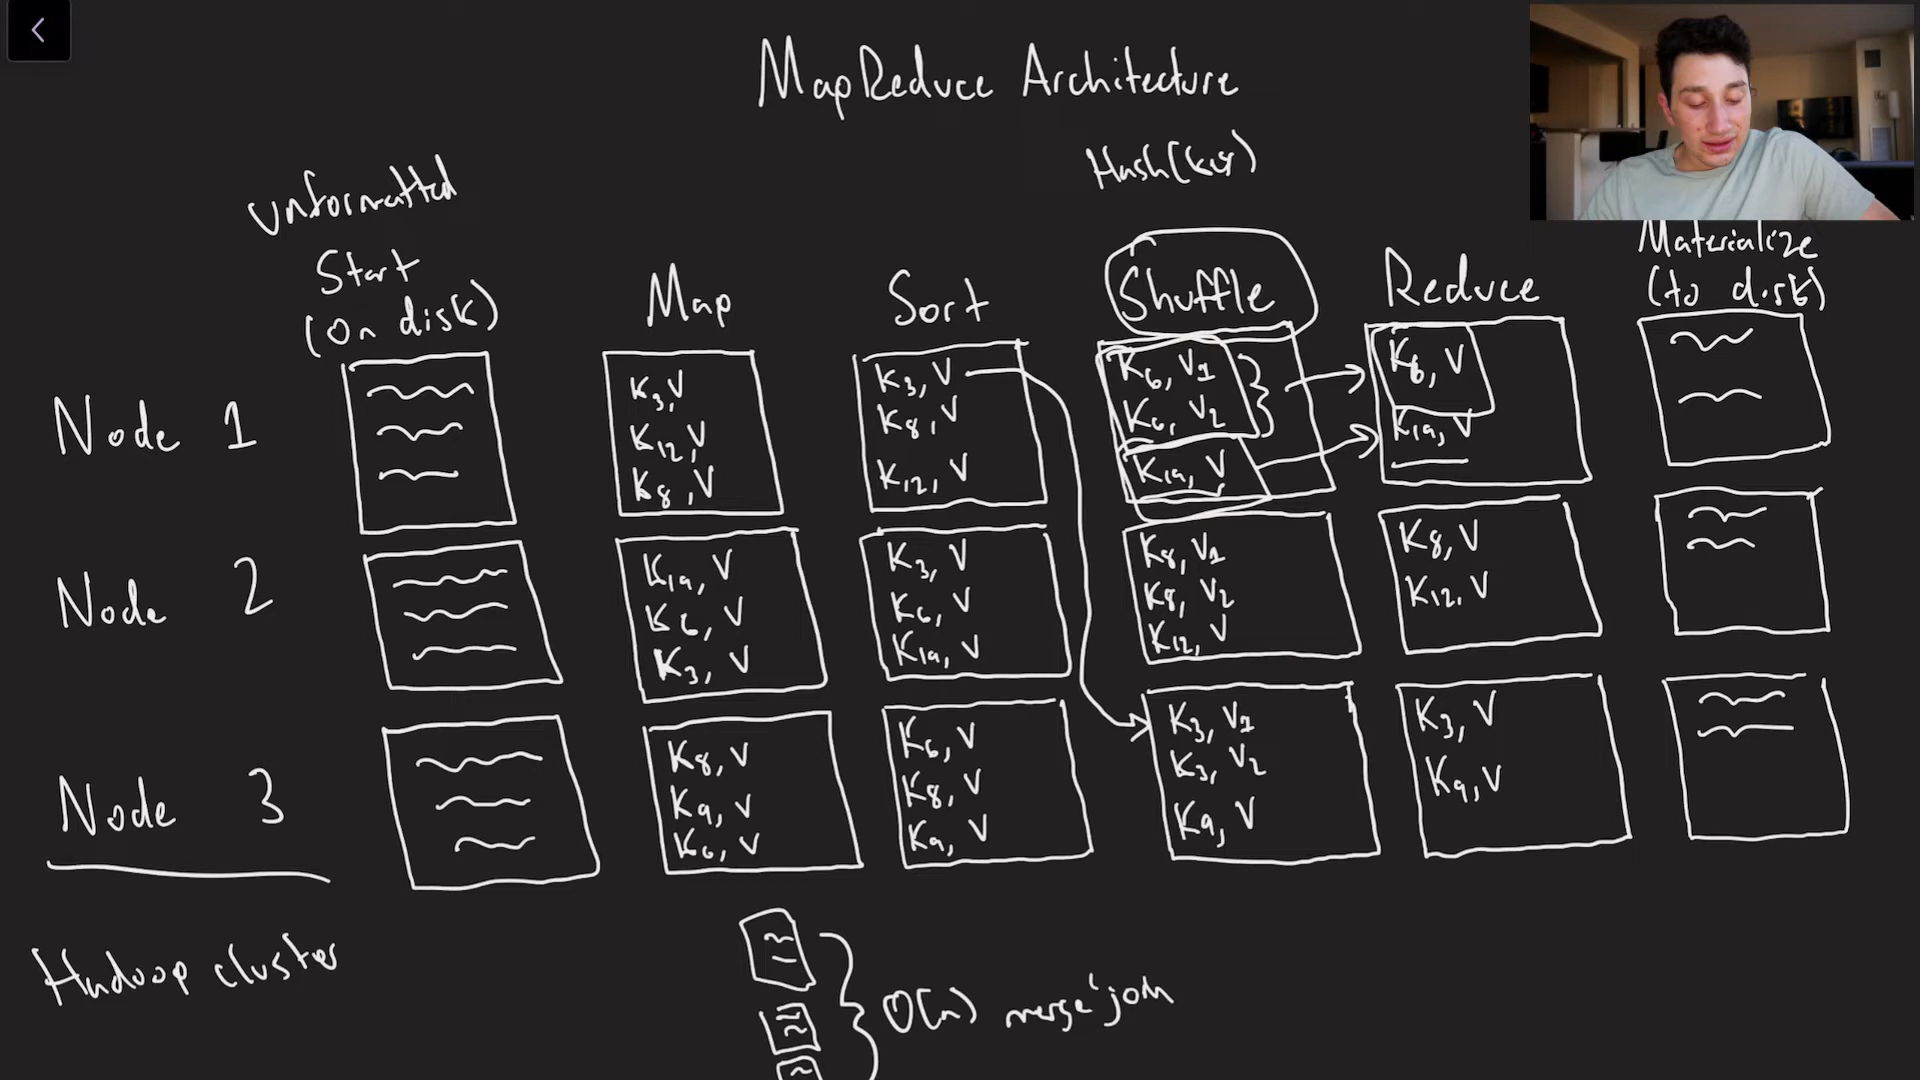 MapReduce Architecture
Hash(key)
unformatted
Start
(on disk)
Map
Sort
Shuffle
Reduce
Materialize
(to disk)
Node 1
K3,V
K12,V
K8,V
K3,V
K8,V
K12,V
K6,V1
K6,V2
K19,V
K6,V
K19,V
Node 2
K19,V
K6,V
K3,V
K3,V
K6,V
K19,V
K8,V1
K8,V2
K12,V
K8,V
K12,V
Node 3
K8,V
K9,V
K6,V
K6,V
K8,V
K9,V
K3,V1
K3,V2
K9,V
K3,V
K9,V
Hadoop cluster
O(n) merge join